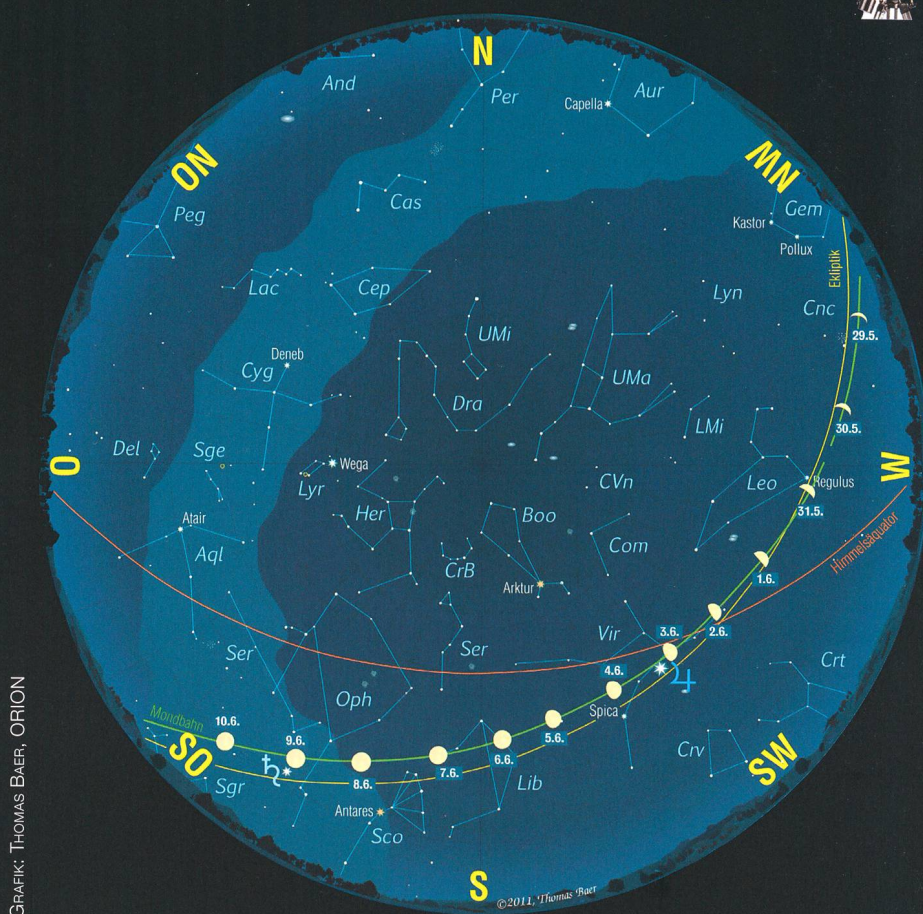 N
And
Per
Aur
Capella
NO
NW
Cas
Peg
Gem
Kastor
Pollux
Ekliptik
Lac
Cep
Lyn
Cnc
29.5.
UMi
Deneb
Cyg
UMa
Dra
LMi
30.5.
Del
Sge
O
W
Wega
Lyr
CVn
Leo
Regulus
31.5.
Her
Boo
Atair
Aql
Com
Himmelsäquator
CrB
Arktur
1.6.
Vir
3.6.
2.6.
Ser
Ser
4.6.
Crt
Oph
Spica
Mondbahn
10.6.
9.6.
5.6.
6.6.
7.6.
8.6.
Crv
SO
SW
Sgr
Lib
Antares
Sco
S
©2011, Thomas Baer
GRAFIK: THOMAS BAER, ORION